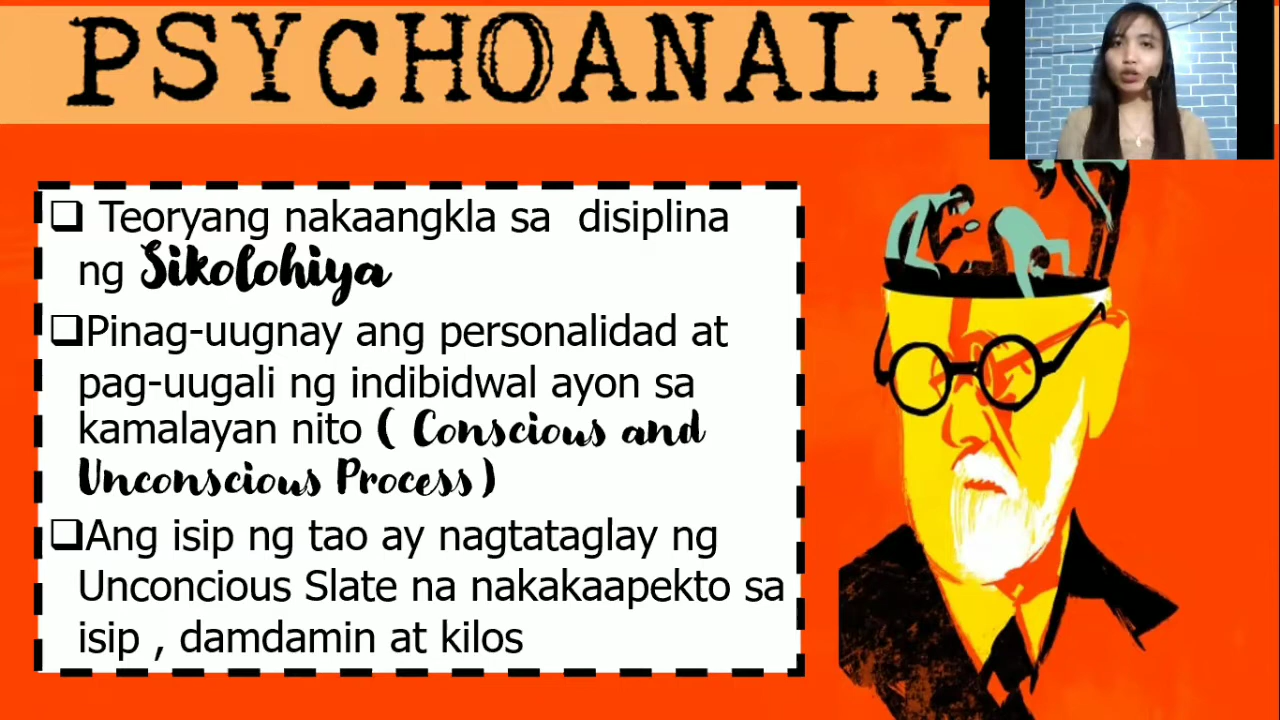 PSYCHOANALYS
❑ Teoryang nakaangkla sa disiplina
ng Sikolohiya
❑Pinag-uugnay ang personalidad at
pag-uugali ng indibidwal ayon sa
kamalayan nito ( Conscious and
Unconscious Process )
❑Ang isip ng tao ay nagtataglay ng
Unconcious Slate na nakakaapekto sa
isip , damdamin at kilos